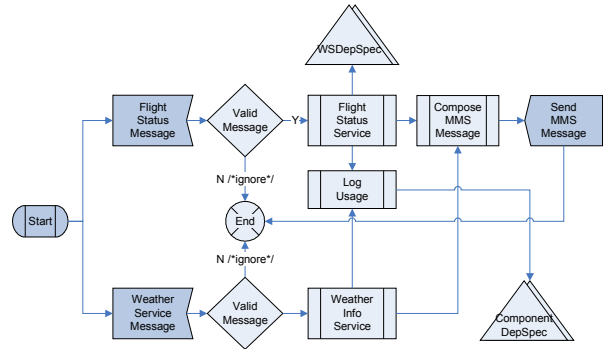 WSDepSpec
Flight
Status
Message
Valid
Message
Y
Flight
Status
Service
Compose
MMS
Message
Send
MMS
Message
N /*ignore*/
Log
Usage
Start
End
N /*ignore*/
Weather
Service
Message
Valid
Message
Weather
Info
Service
Component
DepSpec